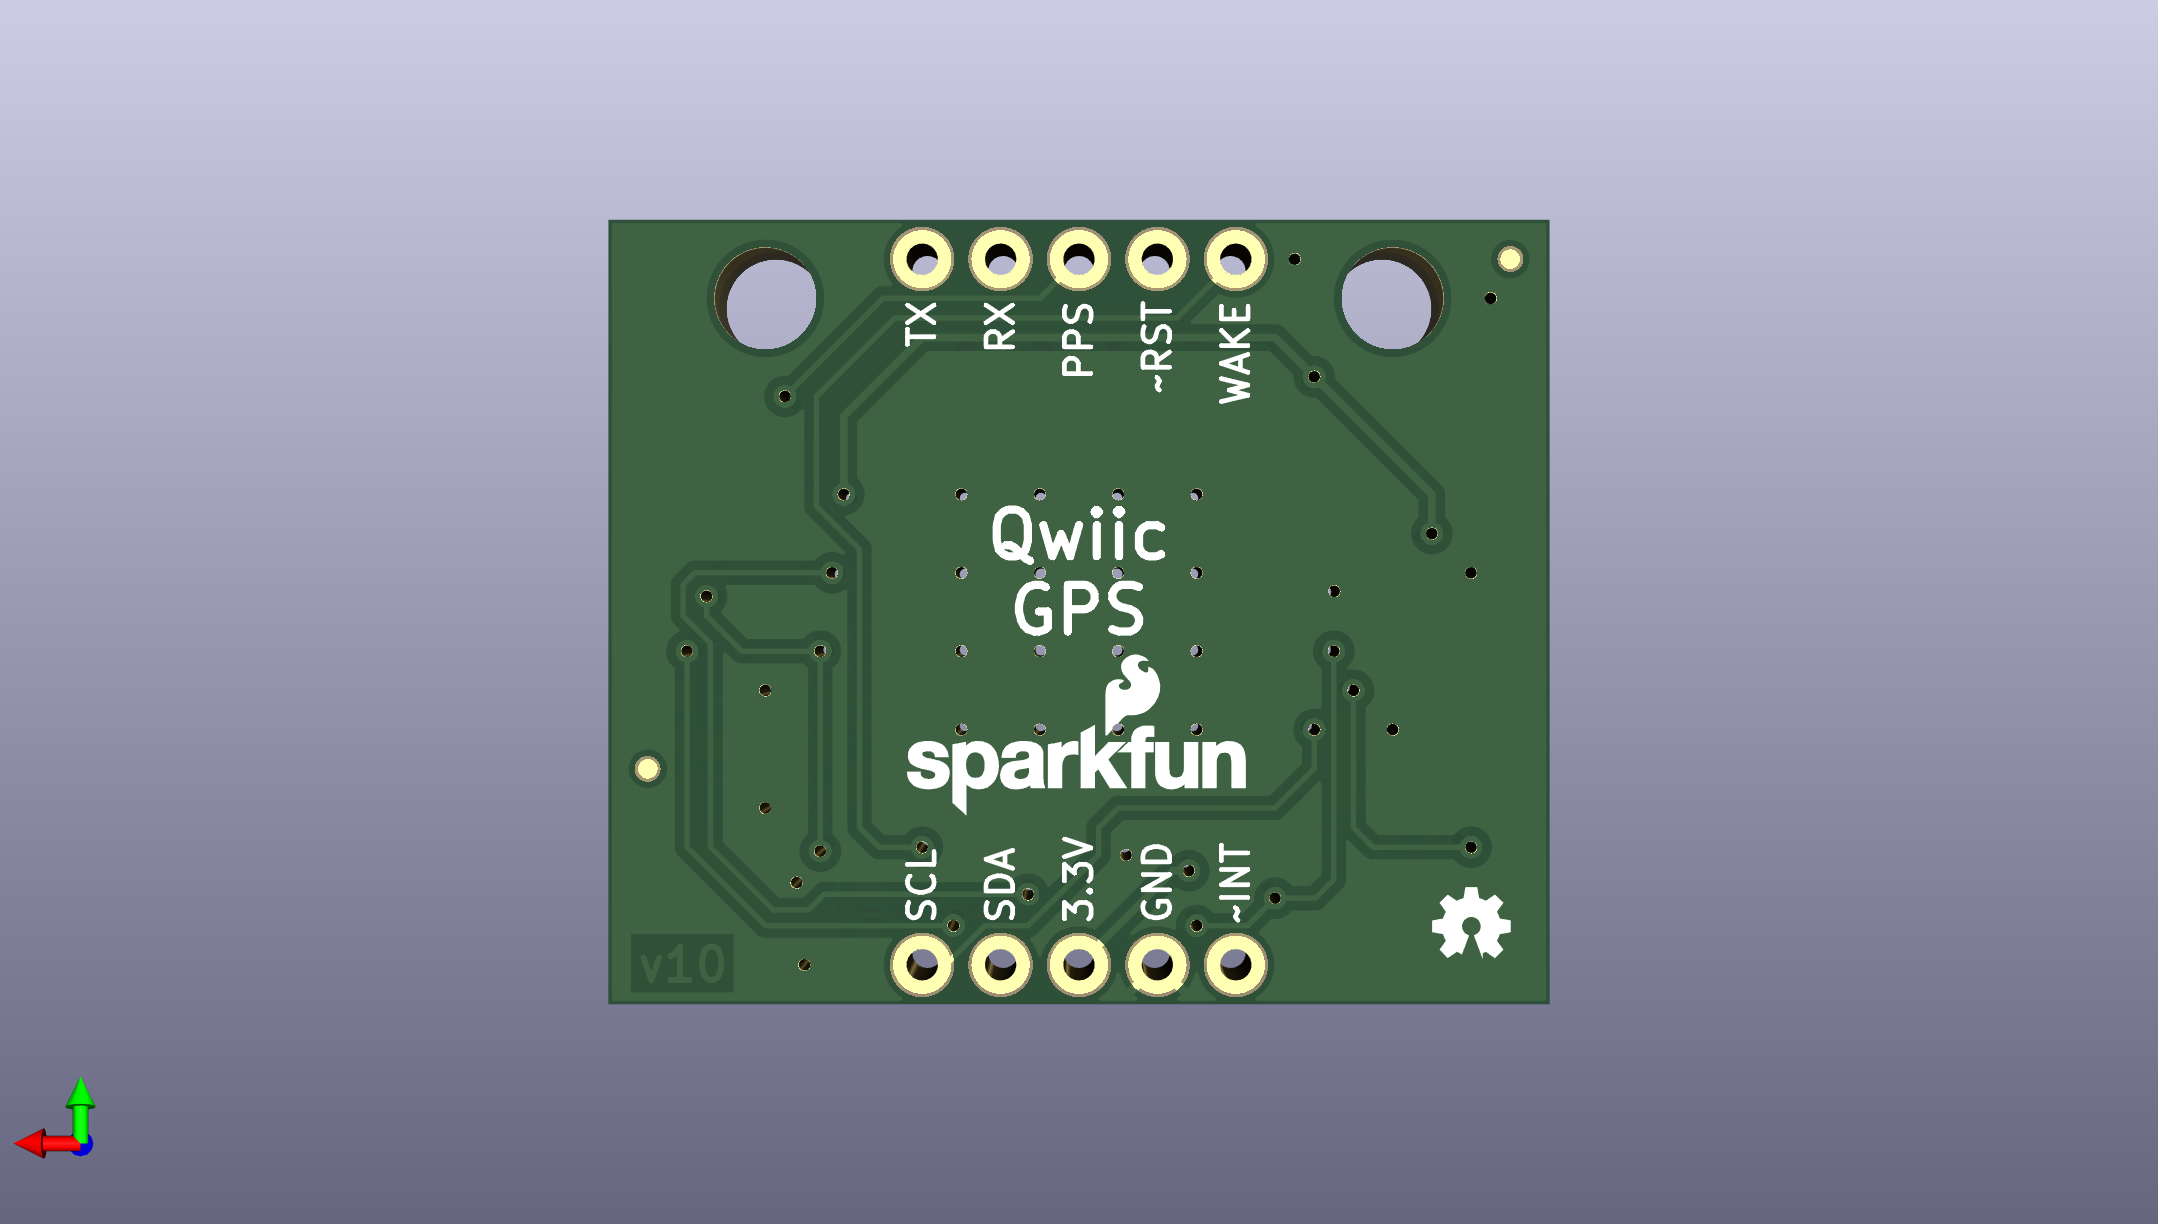 TX
RX
PPS
~RST
WAKE
Qwiic
GPS
sparkfun
SCL
SDA
3.3V
GND
~INT
v10